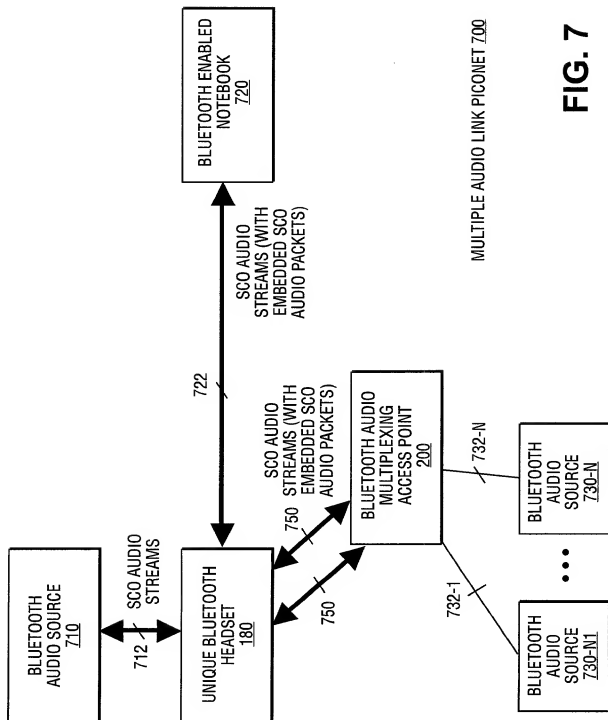 BLUETOOTH
AUDIO SOURCE
710
712
SCO AUDIO
STREAMS
UNIQUE BLUETOOTH
HEADSET
180
722
SCO AUDIO
STREAMS (WITH
EMBEDDED SCO
AUDIO PACKETS)
BLUETOOTH ENABLED
NOTEBOOK
720
750
750
SCO AUDIO
STREAMS (WITH
EMBEDDED SCO
AUDIO PACKETS)
BLUETOOTH AUDIO
MULTIPLEXING
ACCESS POINT
200
732-1
732-N
BLUETOOTH
AUDIO
SOURCE
730-N1
•••
BLUETOOTH
AUDIO
SOURCE
730-N
MULTIPLE AUDIO LINK PICONET 700
FIG. 7